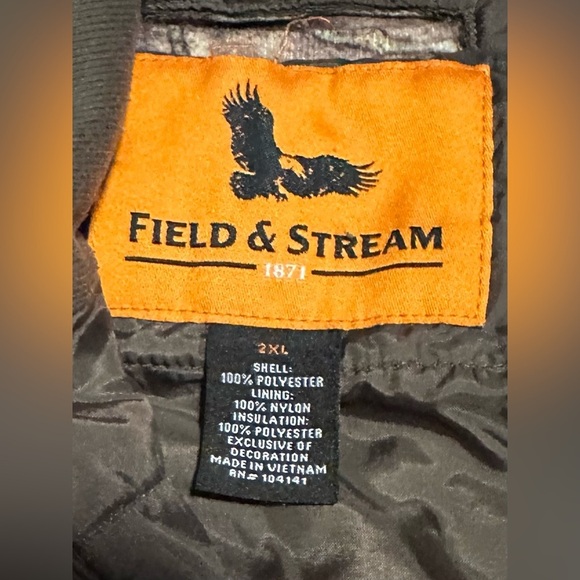 FIELD & STREAM
1871
2XL
SHELL:
100% POLYESTER
LINING:
100% NYLON
INSULATION:
100% POLYESTER
EXCLUSIVE OF
DECORATION
MADE IN VIETNAM
RN# 104141